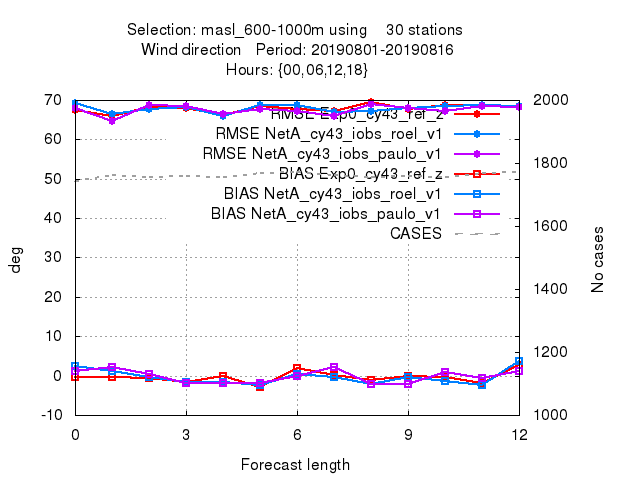 Selection: masl_600-1000m using    30 stations
Wind direction   Period: 20190801-20190816
Hours: {00,06,12,18}
70
60
50
40
30
20
10
0
-10
2000
1800
1600
1400
1200
1000
RMSE Exp0_cy43_ref_z
RMSE NetA_cy43_iobs_roel_v1
RMSE NetA_cy43_iobs_paulo_v1
BIAS Exp0_cy43_ref_z
BIAS NetA_cy43_iobs_roel_v1
BIAS NetA_cy43_iobs_paulo_v1
CASES
deg
No cases
0 3 6 9 12
Forecast length